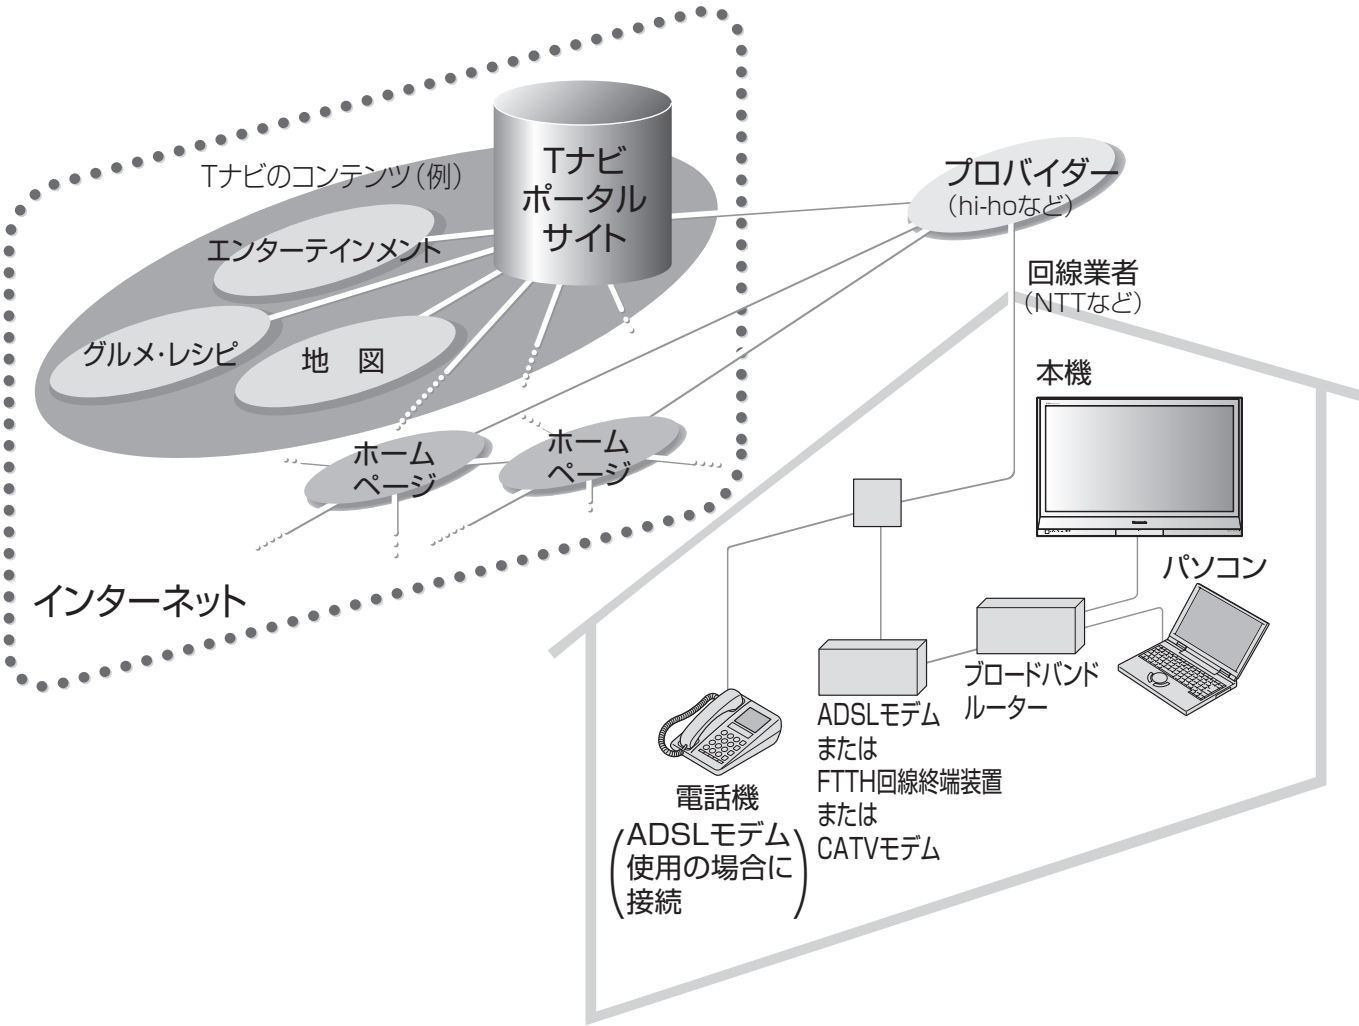 Tナビのコンテンツ(例)
Tナビ
ポータル
サイト
エンターテインメント
グルメ・レシピ
地 図
ホーム
ページ
ホーム
ページ
インターネット
プロバイダー
(hi-hoなど)
回線業者
(NTTなど)
本機
パソコン
ブロードバンド
ルーター
ADSLモデム
または
FTTH回線終端装置
または
CATVモデム
電話機
(ADSLモデム
使用の場合に
接続)